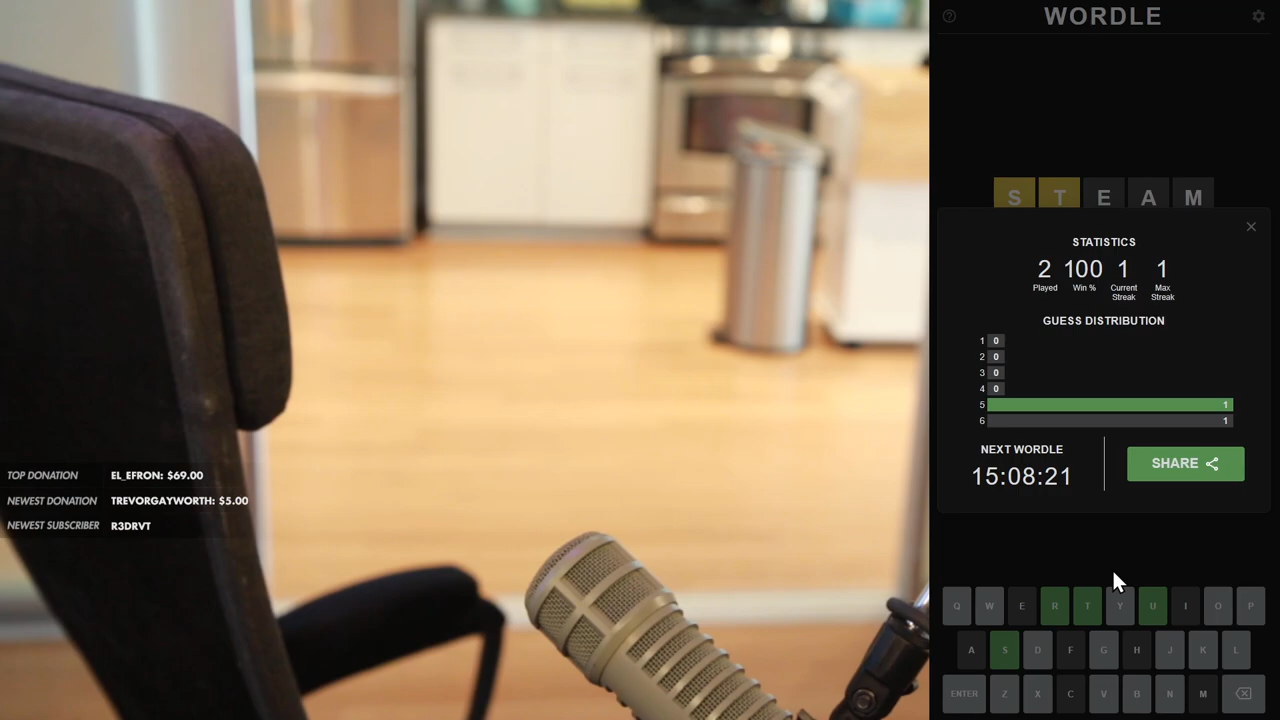 WORDLE
S T E A M
STATISTICS
2 100 1 1
Played Win % Current Streak Max Streak
GUESS DISTRIBUTION
1 0
2 0
3 0
4 0
5 1
6 1
NEXT WORDLE
15:08:21
SHARE
TOP DONATION EL_EFRON: $69.00
NEWEST DONATION TREVORGAYWORTH: $5.00
NEWEST SUBSCRIBER R3DRVT
Q W E R T Y U I O P
A S D F G H J K L
ENTER Z X C V B N M